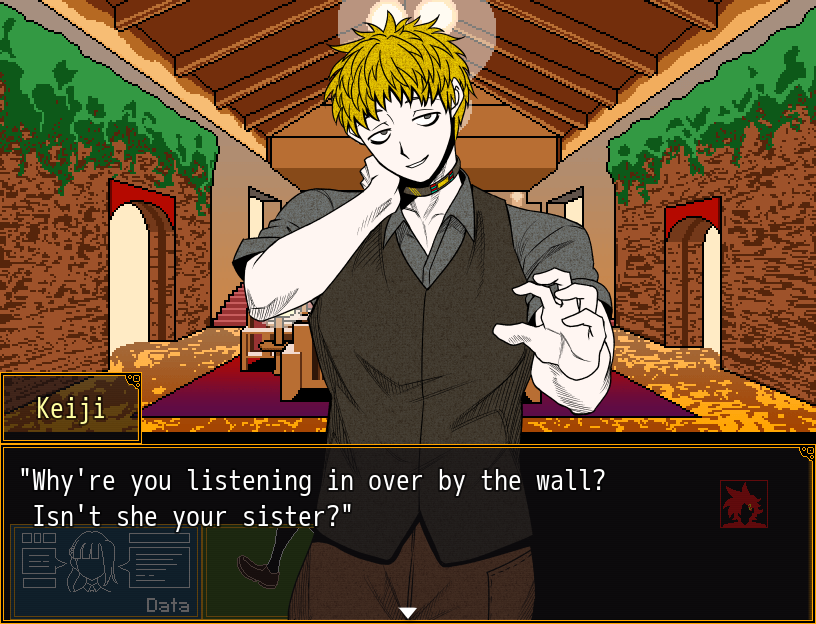 Keiji
"Why're you listening in over by the wall?
Isn't she your sister?"
Data